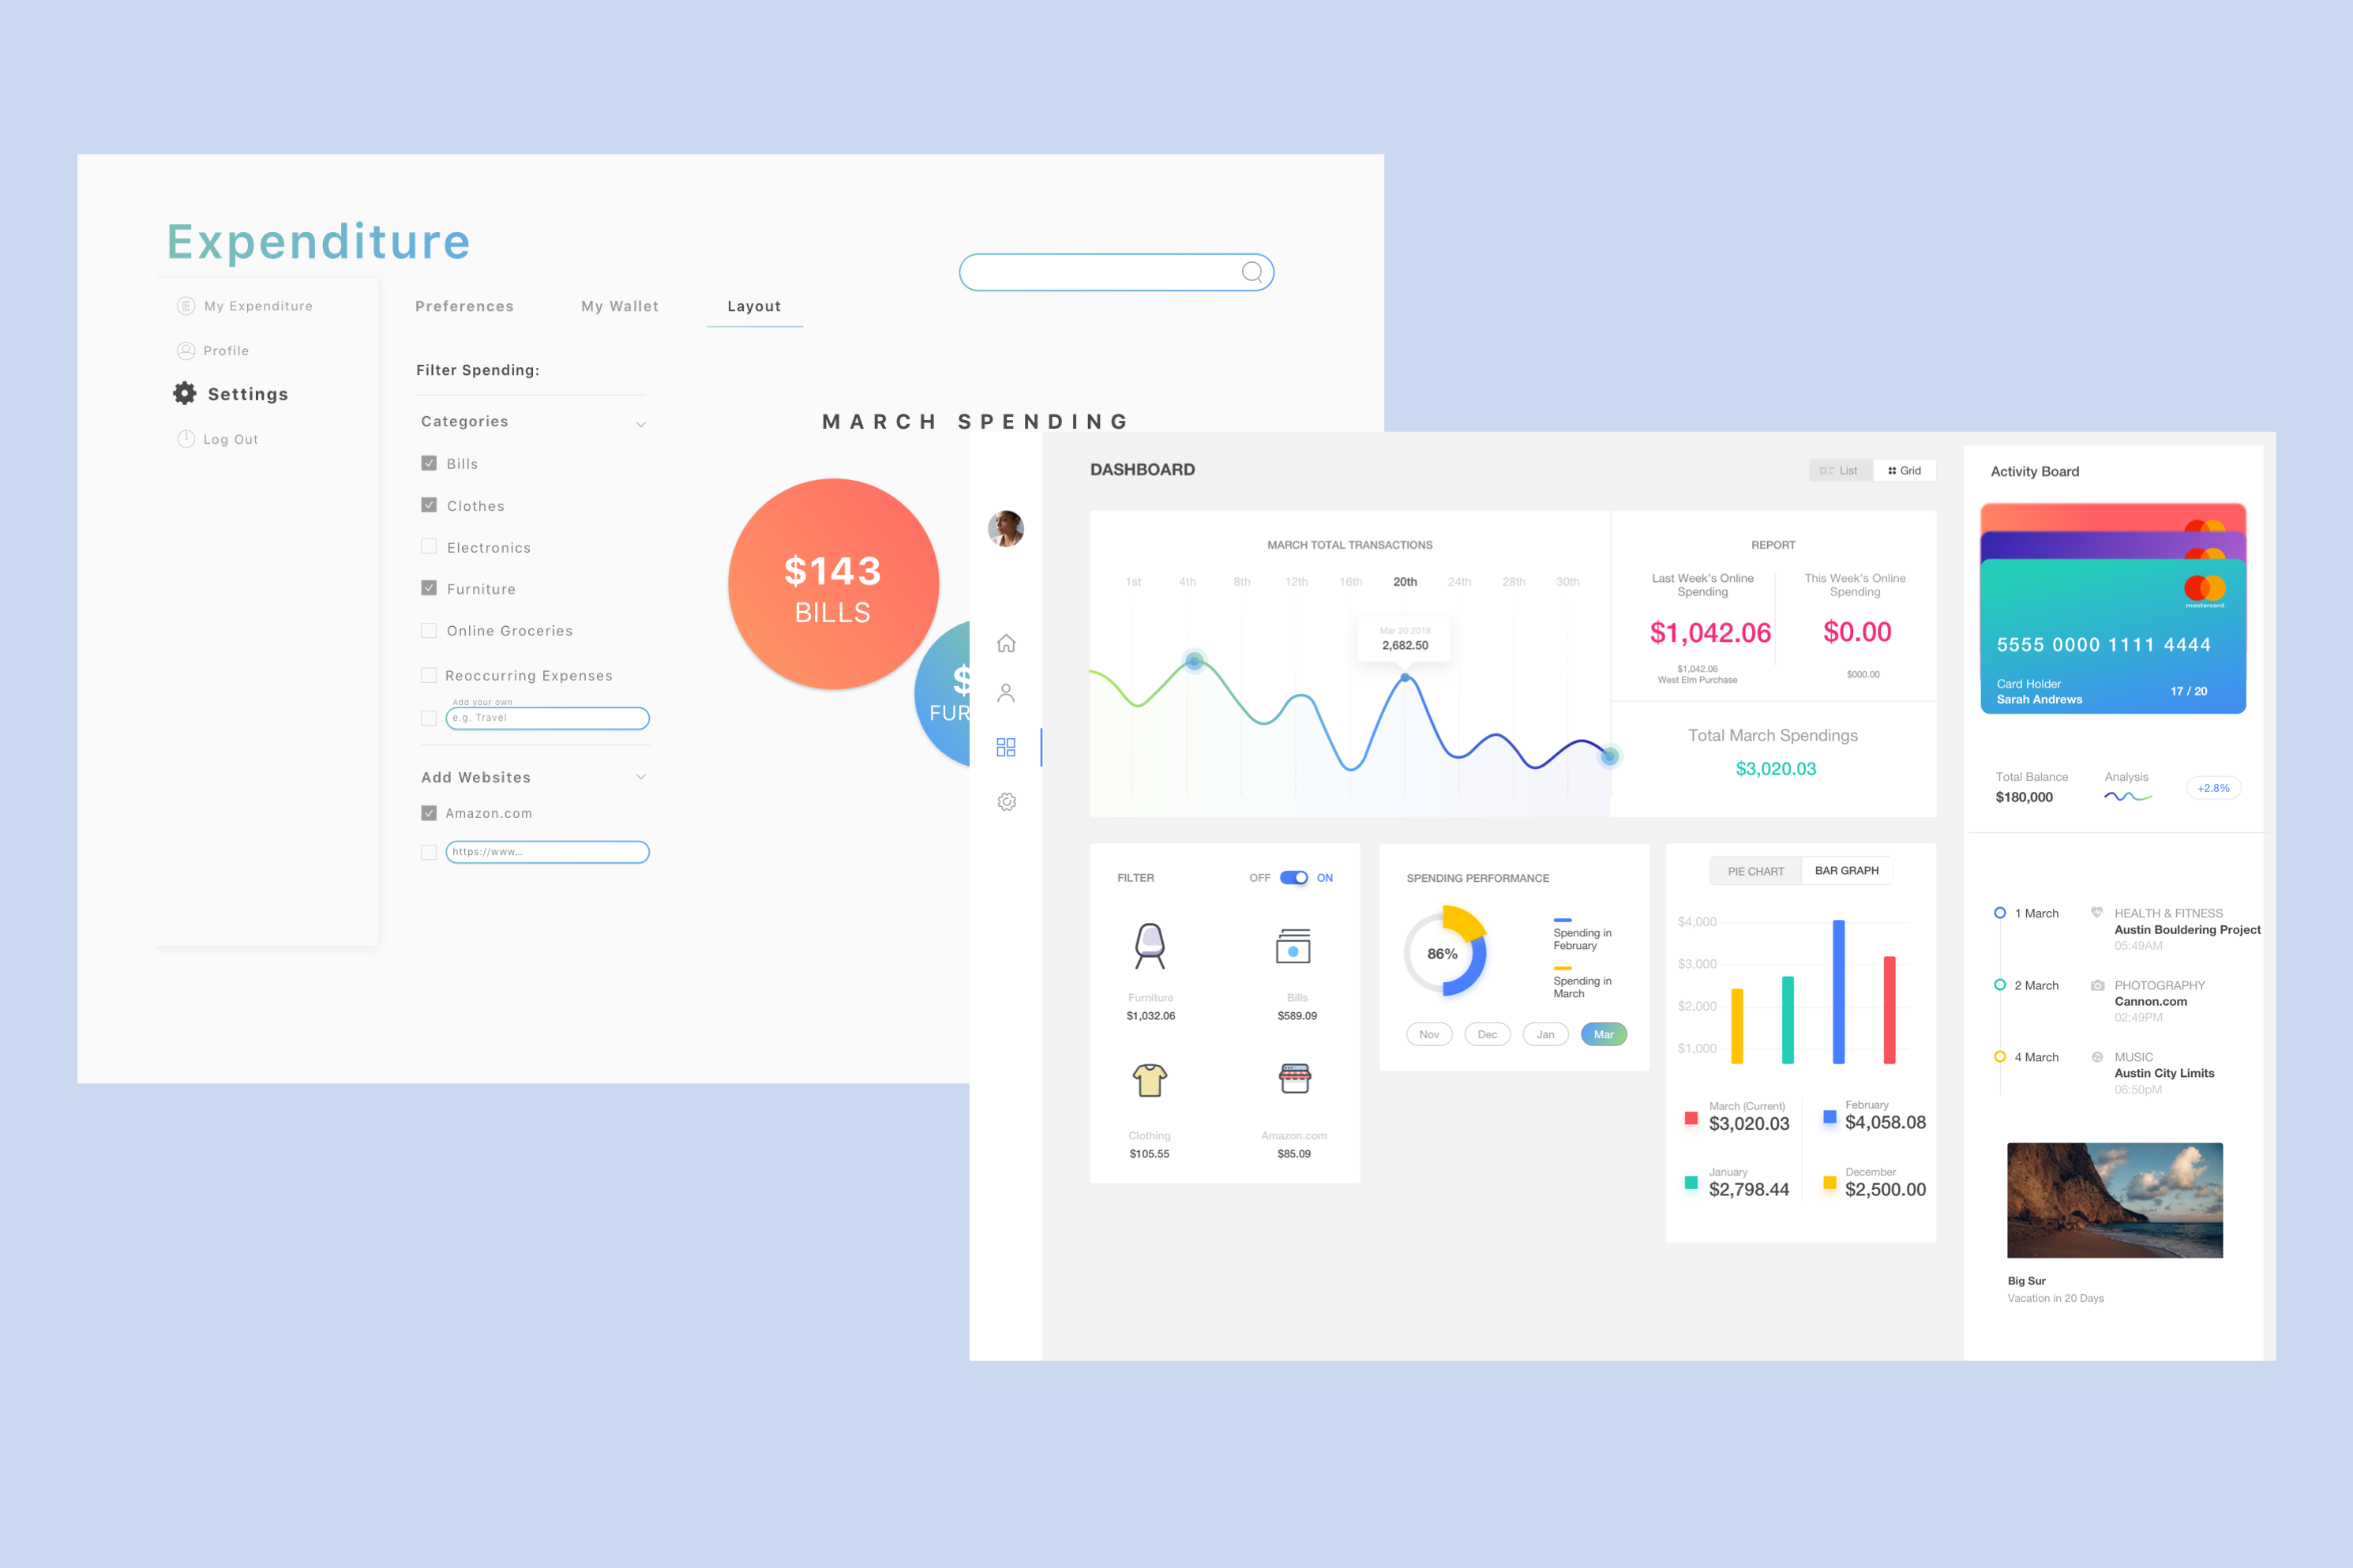 Expenditure
My Expenditure
Profile
Settings
Log Out
Preferences
My Wallet
Layout
Filter Spending:
Categories
Bills
Clothes
Electronics
Furniture
Online Groceries
Reoccurring Expenses
Add your own
e.g. Travel
Add Websites
Amazon.com
https://www...
MARCH SPENDING
$143
BILLS
$
FUR
DASHBOARD
List
Grid
MARCH TOTAL TRANSACTIONS
1st
4th
8th
12th
16th
20th
24th
28th
30th
Mar 20 2018
2,682.50
REPORT
Last Week's Online
Spending
$1,042.06
$1,042.06
West Elm Purchase
This Week's Online
Spending
$0.00
$000.00
Total March Spendings
$3,020.03
FILTER
OFF
ON
Furniture
$1,032.06
Bills
$589.09
Clothing
$105.55
Amazon.com
$85.09
SPENDING PERFORMANCE
86%
Spending in
February
Spending in
March
Nov
Dec
Jan
Mar
PIE CHART
BAR GRAPH
$4,000
$3,000
$2,000
$1,000
March (Current)
$3,020.03
February
$4,058.08
January
$2,798.44
December
$2,500.00
Activity Board
mastercard
5555 0000 1111 4444
Card Holder
Sarah Andrews
17 / 20
Total Balance
$180,000
Analysis
+2.8%
1 March
HEALTH & FITNESS
Austin Bouldering Project
05:49AM
2 March
PHOTOGRAPHY
Cannon.com
02:49PM
4 March
MUSIC
Austin City Limits
06:50pM
Big Sur
Vacation in 20 Days